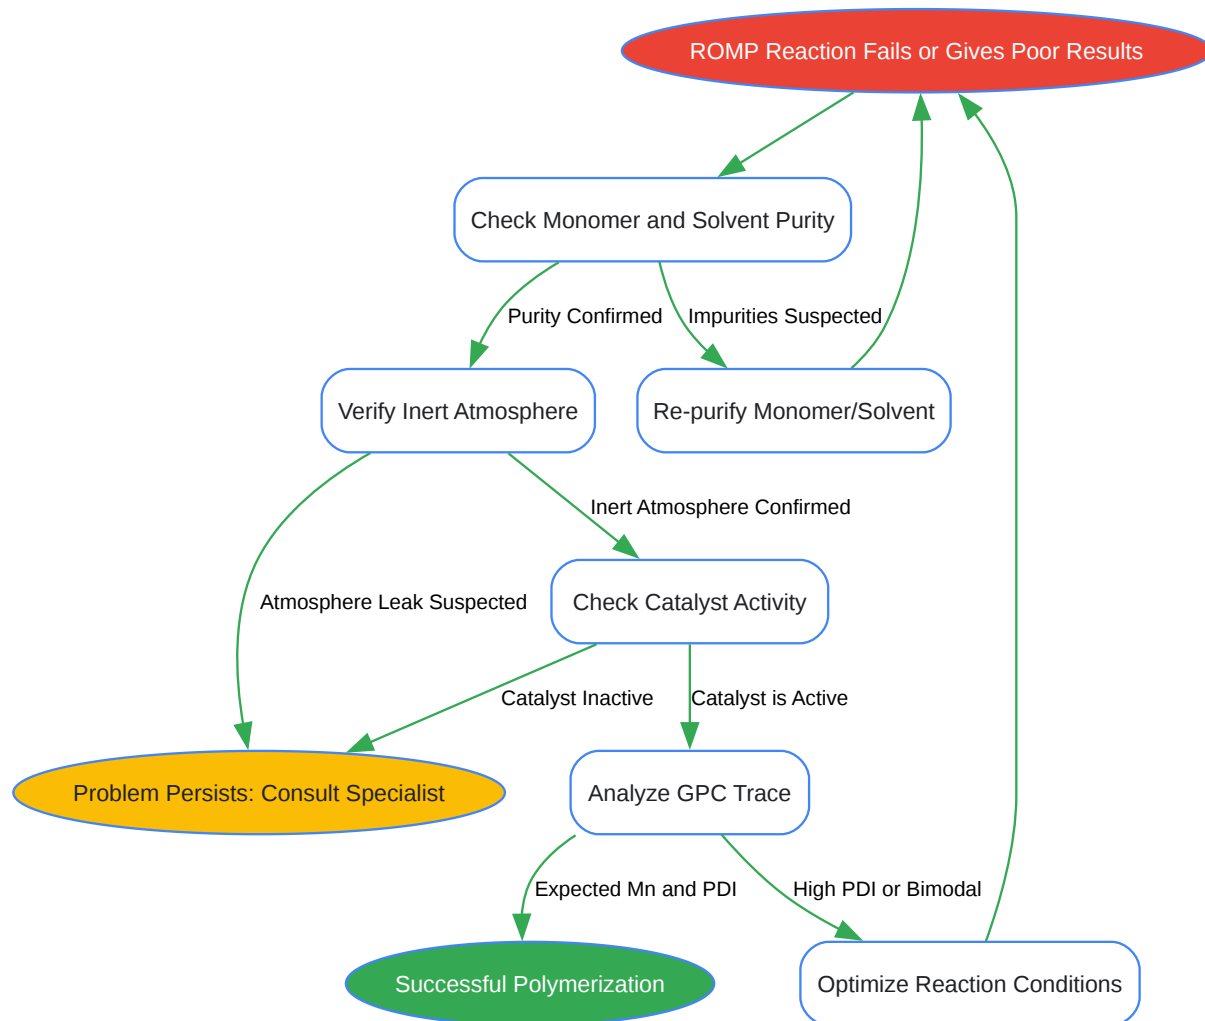 ROMP Reaction Fails or Gives Poor Results
Check Monomer and Solvent Purity
Purity Confirmed
Impurities Suspected
Verify Inert Atmosphere
Re-purify Monomer/Solvent
Inert Atmosphere Confirmed
Atmosphere Leak Suspected
Check Catalyst Activity
Catalyst Inactive
Catalyst is Active
Problem Persists: Consult Specialist
Analyze GPC Trace
Expected Mn and PDI
High PDI or Bimodal
Successful Polymerization
Optimize Reaction Conditions